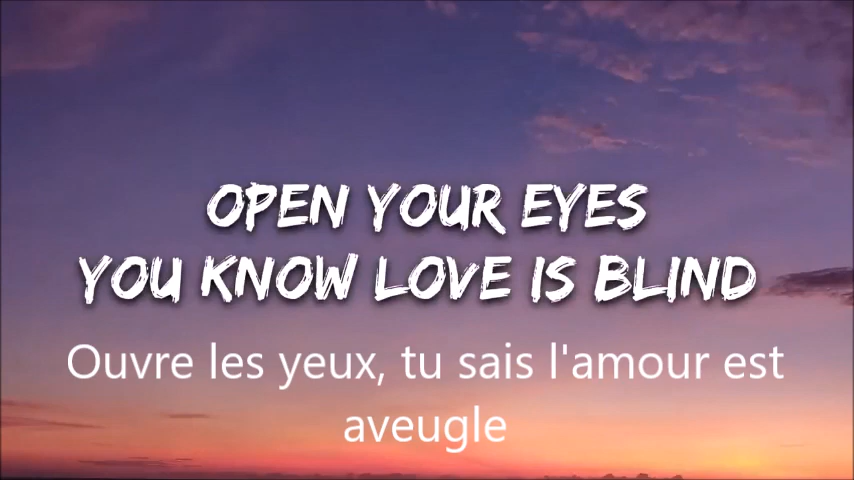 OPEN YOUR EYES
YOU KNOW LOVE IS BLIND
Ouvre les yeux, tu sais l'amour est
aveugle